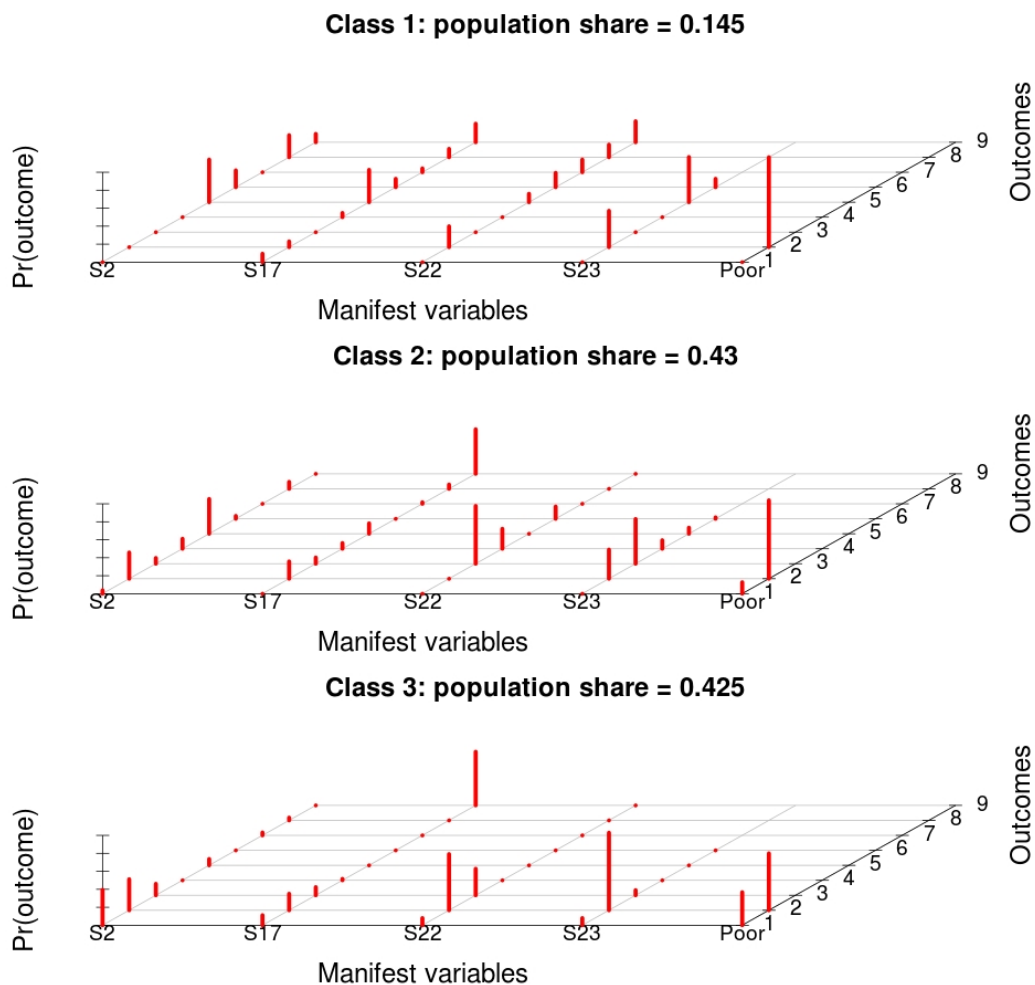 Class 1: population share = 0.145
Pr(outcome)
Outcomes
9
8
7
6
5
4
3
2
1
S2 S17 S22 S23 Poor
Manifest variables
Class 2: population share = 0.43
Pr(outcome)
Outcomes
9
8
7
6
5
4
3
2
1
S2 S17 S22 S23 Poor
Manifest variables
Class 3: population share = 0.425
Pr(outcome)
Outcomes
9
8
7
6
5
4
3
2
1
S2 S17 S22 S23 Poor
Manifest variables